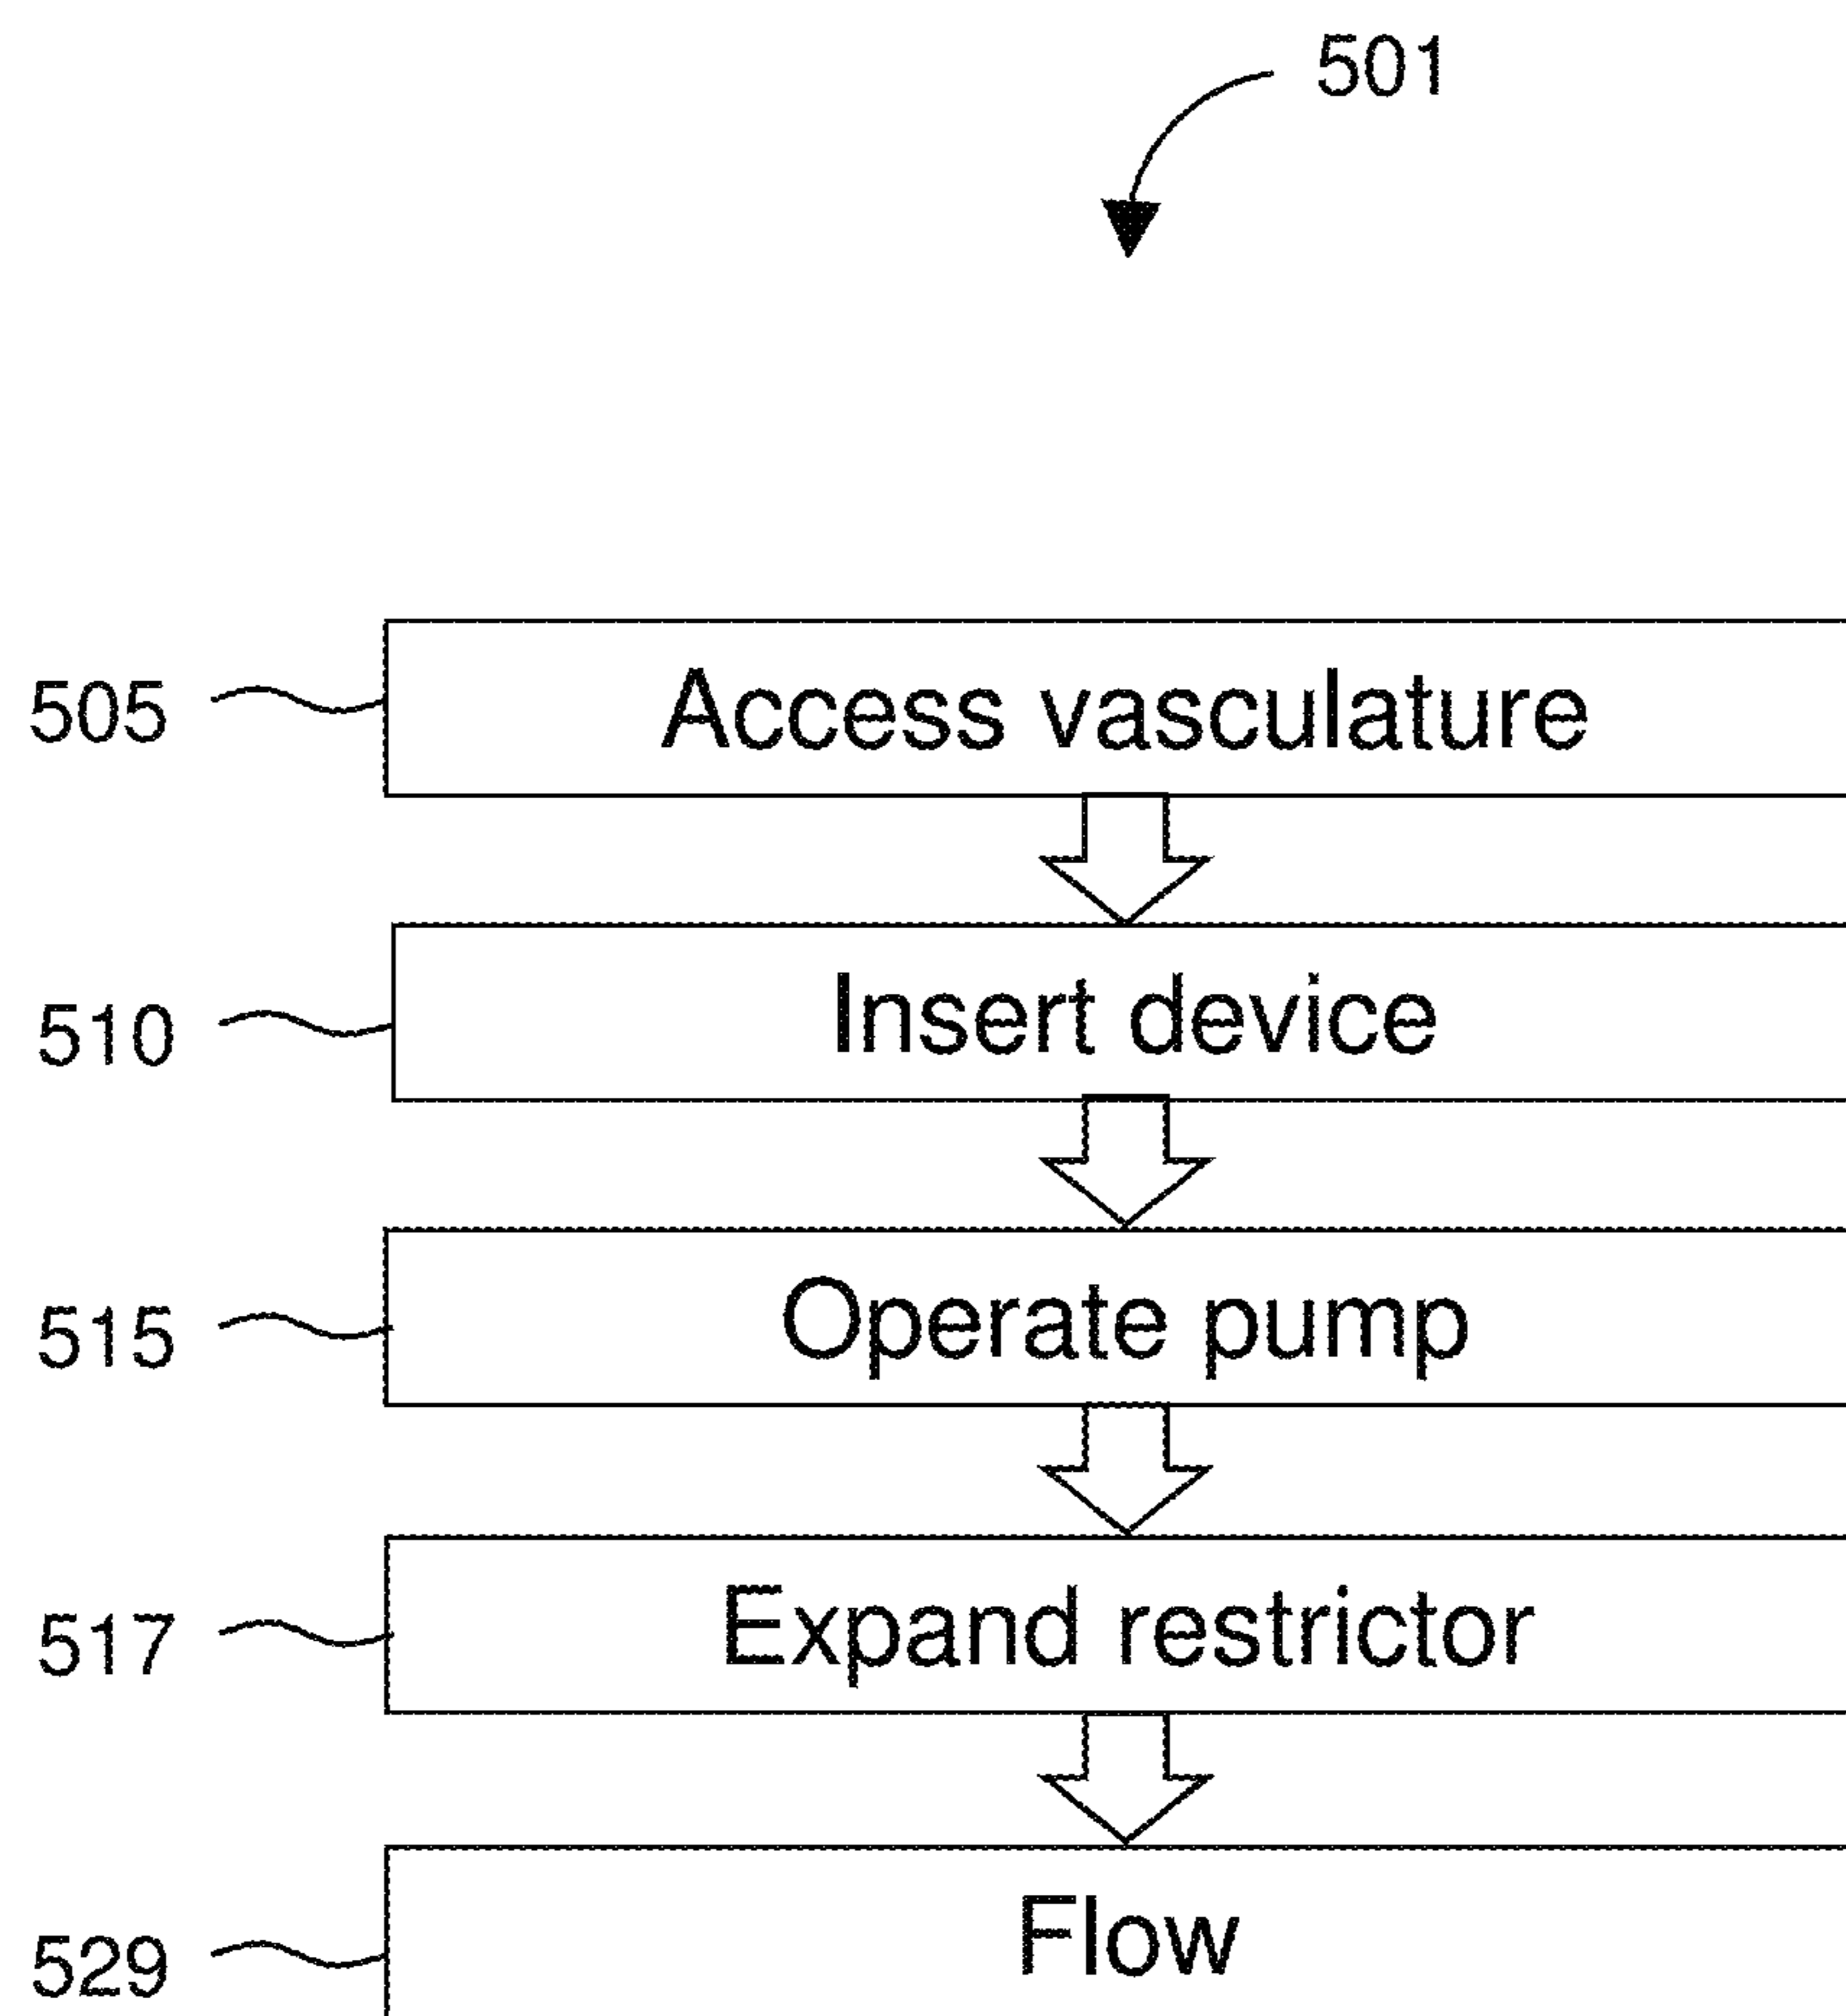 501
505 Access vasculature
510 Insert device
515 Operate pump
517 Expand restrictor
529 Flow